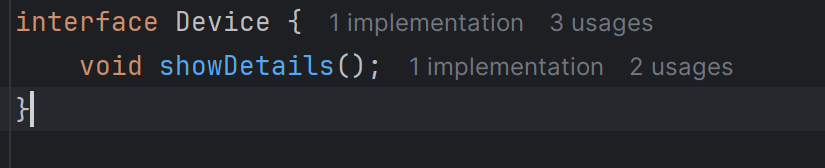 interface Device { 1 implementation 3 usages
void showDetails(); 1 implementation 2 usages
}